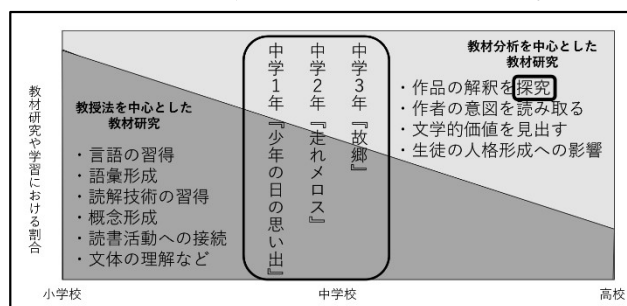 教材研究や学習における割合
教授法を中心とした
教材研究
・言語の習得
・語彙形成
・読解技術の習得
・概念形成
・読書活動への接続
・文体の理解など
中学3年『故郷』
中学2年『走れメロス』
中学1年『少年の日の思い出』
教材分析を中心とした
教材研究
・作品の解釈を探究
・作者の意図を読み取る
・文学的価値を見出す
・生徒の人格形成への影響
小学校
中学校
高校